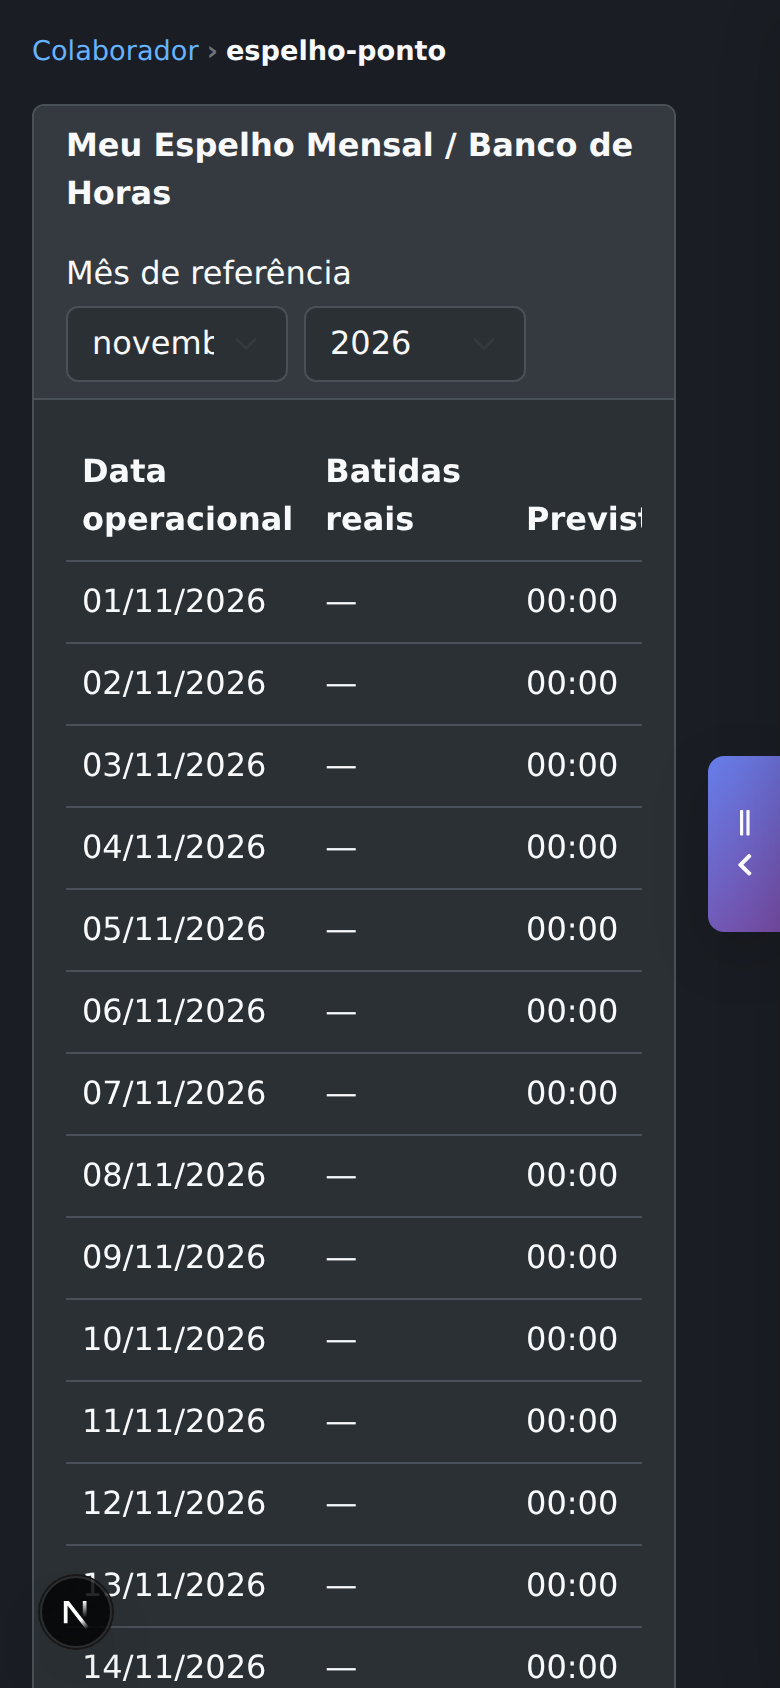 Colaborador › espelho-ponto
Meu Espelho Mensal / Banco de
Horas
Mês de referência
novemb 2026
Data operacional Batidas reais Previst
01/11/2026 — 00:00
02/11/2026 — 00:00
03/11/2026 — 00:00
04/11/2026 — 00:00
05/11/2026 — 00:00
06/11/2026 — 00:00
07/11/2026 — 00:00
08/11/2026 — 00:00
09/11/2026 — 00:00
10/11/2026 — 00:00
11/11/2026 — 00:00
12/11/2026 — 00:00
13/11/2026 — 00:00
14/11/2026 — 00:00